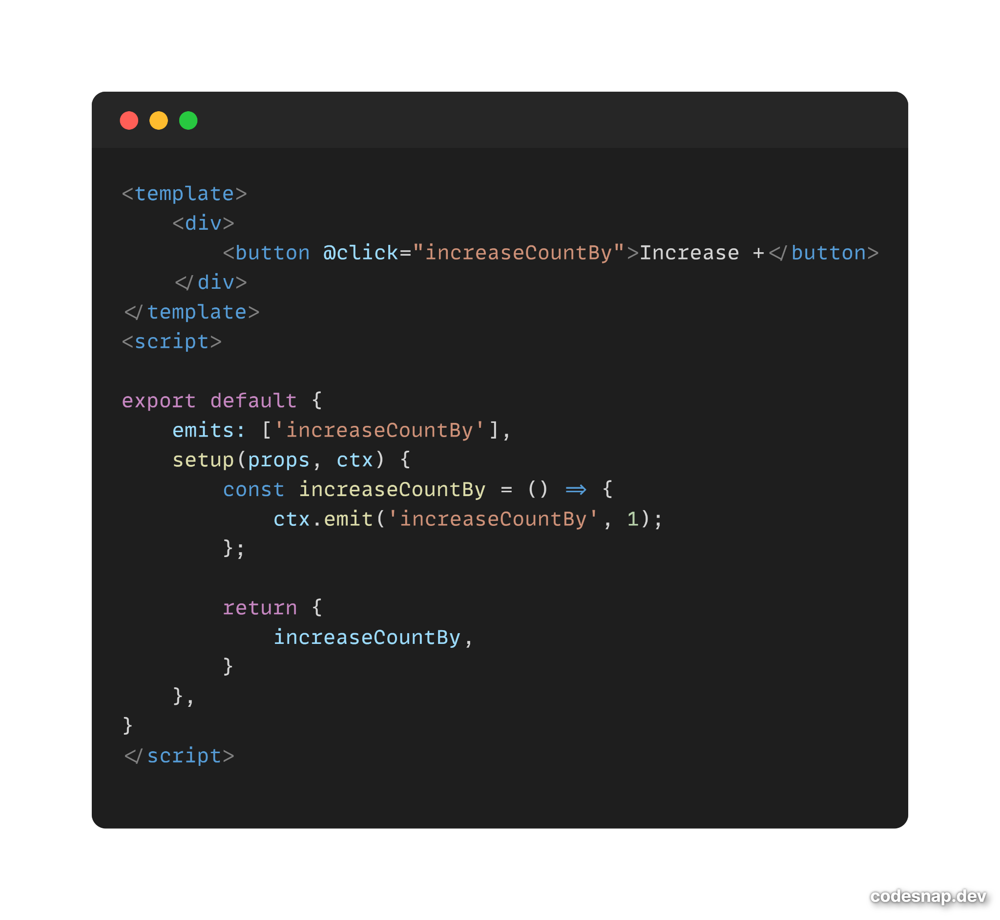 <template>
    <div>
        <button @click="increaseCountBy">Increase +</button>
    </div>
</template>
<script>

export default {
    emits: ['increaseCountBy'],
    setup(props, ctx) {
        const increaseCountBy = () => {
            ctx.emit('increaseCountBy', 1);
        };

        return {
            increaseCountBy,
        }
    },
}
</script>
codesnap.dev